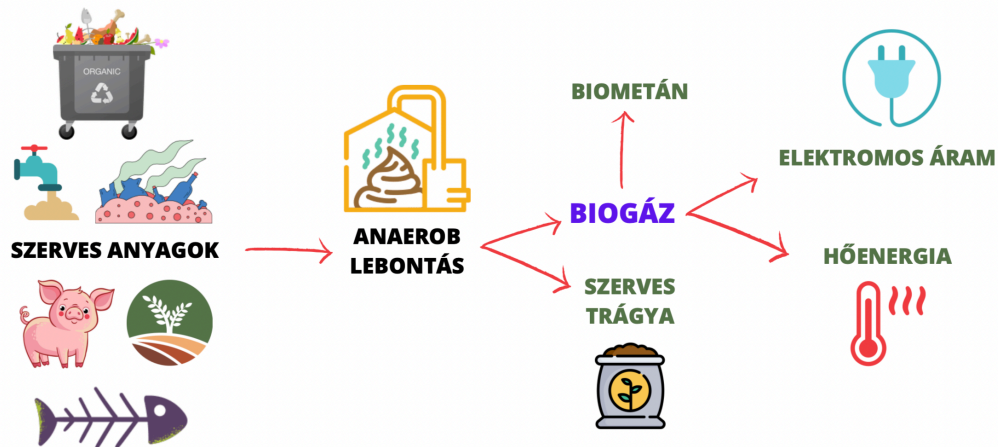 ORGANIC
SZERVES ANYAGOK
ANAEROB
LEBONTÁS
BIOMETÁN
BIOGÁZ
SZERVES
TRÁGYA
ELEKTROMOS ÁRAM
HŐENERGIA